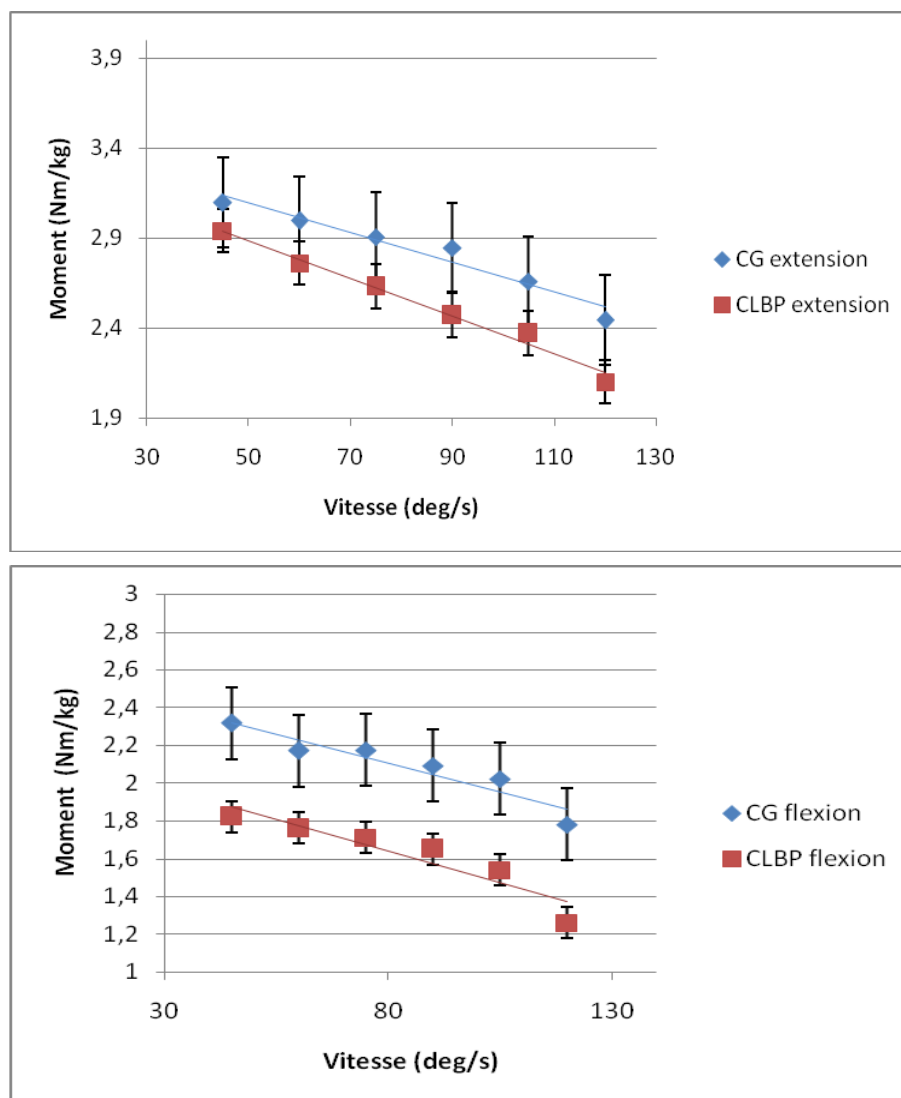 3,9
3,4
2,9
2,4
1,9
30 50 70 90 110 130
Moment (Nm/kg)
Vitesse (deg/s)
CG extension
CLBP extension
3
2,8
2,6
2,4
2,2
2
1,8
1,6
1,4
1,2
1
30 80 130
Moment (Nm/kg)
Vitesse (deg/s)
CG flexion
CLBP flexion